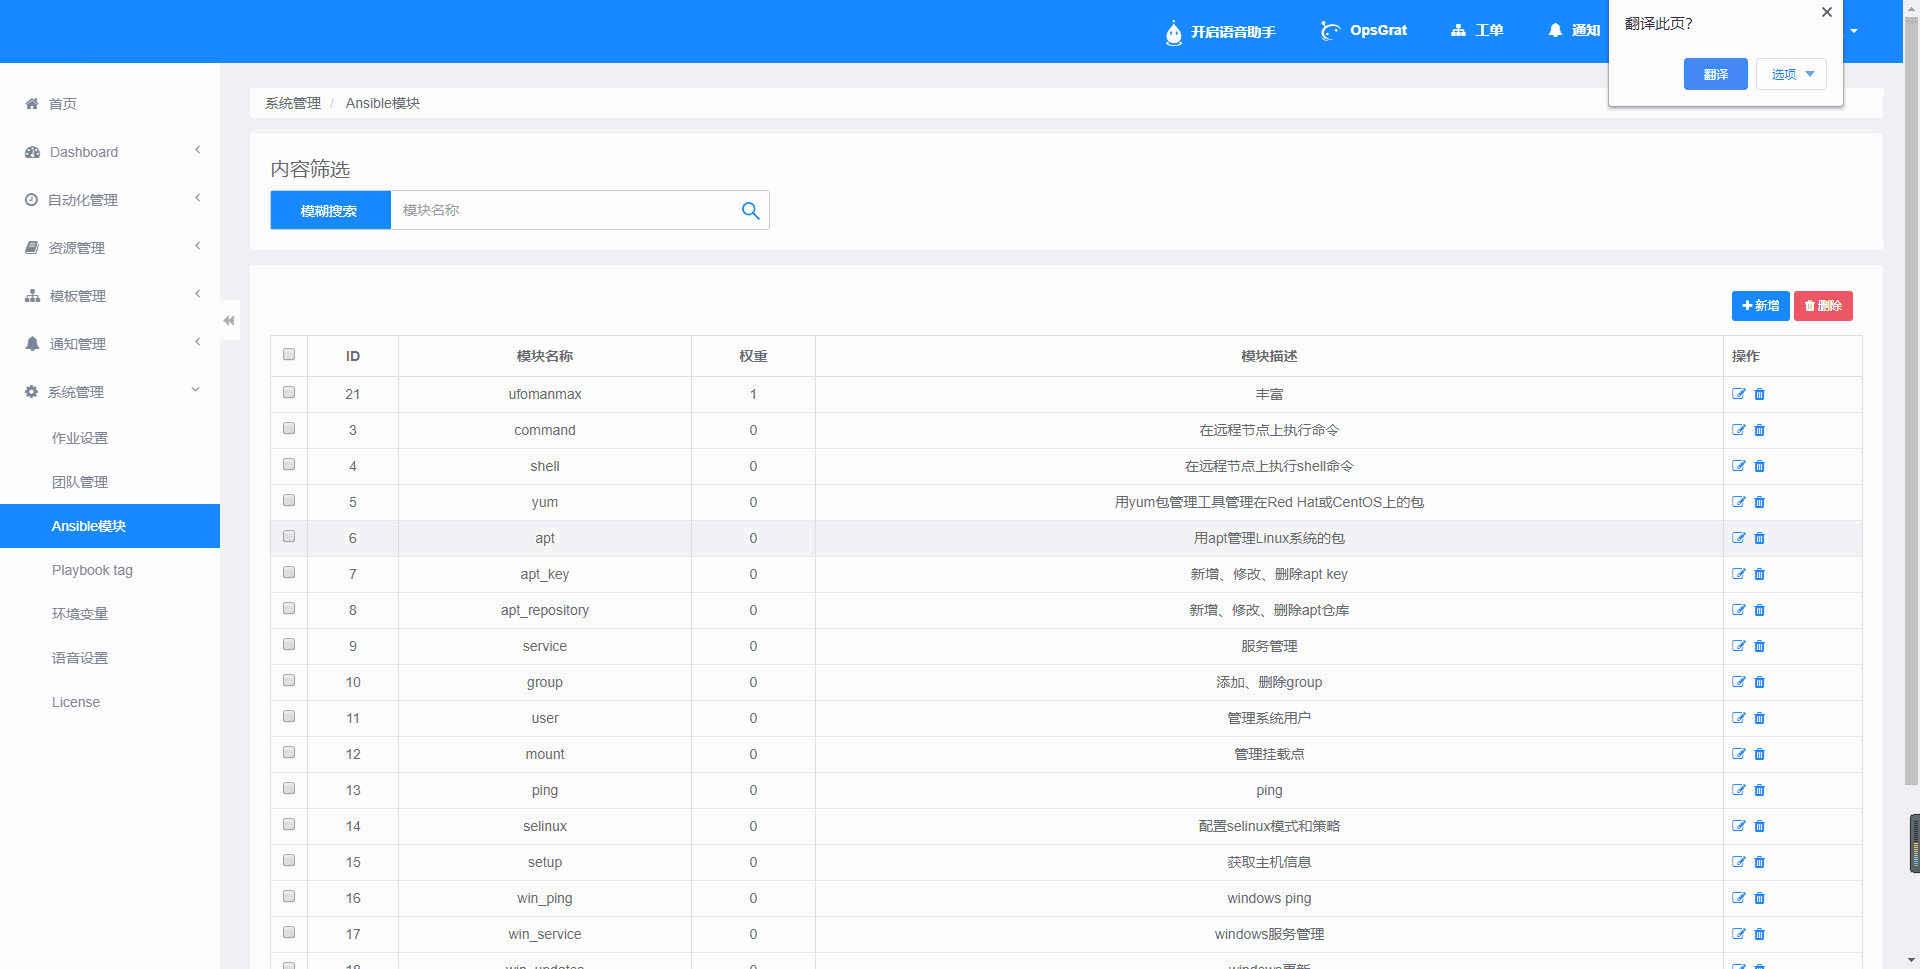 开启语音助手 OpsGrat 工单 通知
翻译此页?
翻译 选项
首页
Dashboard
自动化管理
资源管理
模板管理
通知管理
系统管理
作业设置
团队管理
Ansible模块
Playbook tag
环境变量
语音设置
License
系统管理 / Ansible模块
内容筛选
模糊搜索 模块名称
新增 删除
ID 模块名称 权重 模块描述 操作
21 ufomanmax 1 丰富
3 command 0 在远程节点上执行命令
4 shell 0 在远程节点上执行shell命令
5 yum 0 用yum包管理工具管理在Red Hat或CentOS上的包
6 apt 0 用apt管理Linux系统的包
7 apt_key 0 新增、修改、删除apt key
8 apt_repository 0 新增、修改、删除apt仓库
9 service 0 服务管理
10 group 0 添加、删除group
11 user 0 管理系统用户
12 mount 0 管理挂载点
13 ping 0 ping
14 selinux 0 配置selinux模式和策略
15 setup 0 获取主机信息
16 win_ping 0 windows ping
17 win_service 0 windows服务管理
18 win_updates windows更新